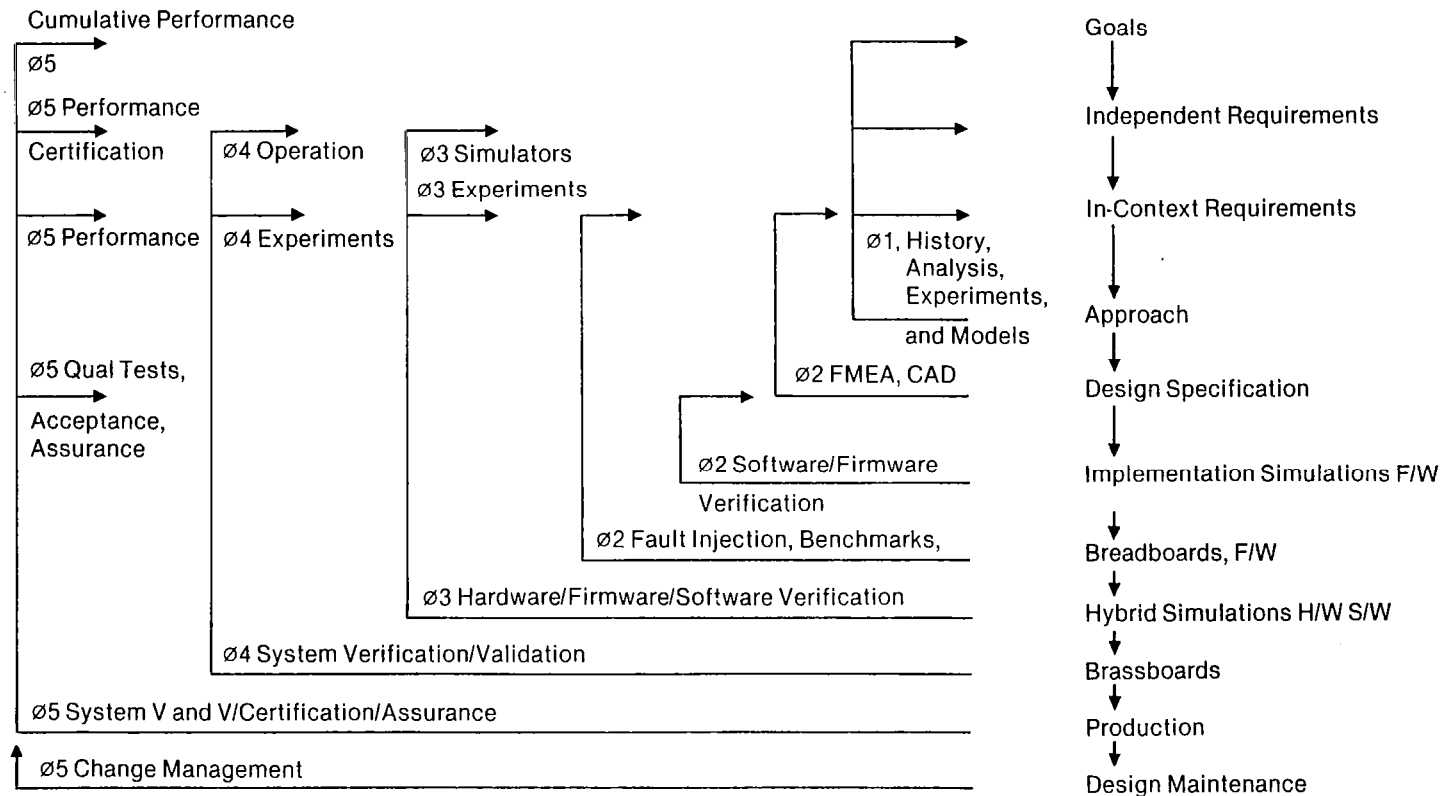 Cumulative Performance
Goals
ø5
ø5 Performance
Independent Requirements
Certification
ø4 Operation
ø3 Simulators
ø3 Experiments
In-Context Requirements
ø5 Performance
ø4 Experiments
ø1, History,
Analysis,
Experiments,
and Models
Approach
ø5 Qual Tests,
ø2 FMEA, CAD
Design Specification
Acceptance,
Assurance
ø2 Software/Firmware
Implementation Simulations F/W
Verification
ø2 Fault Injection, Benchmarks,
Breadboards, F/W
ø3 Hardware/Firmware/Software Verification
Hybrid Simulations H/W S/W
ø4 System Verification/Validation
Brassboards
ø5 System V and V/Certification/Assurance
Production
ø5 Change Management
Design Maintenance